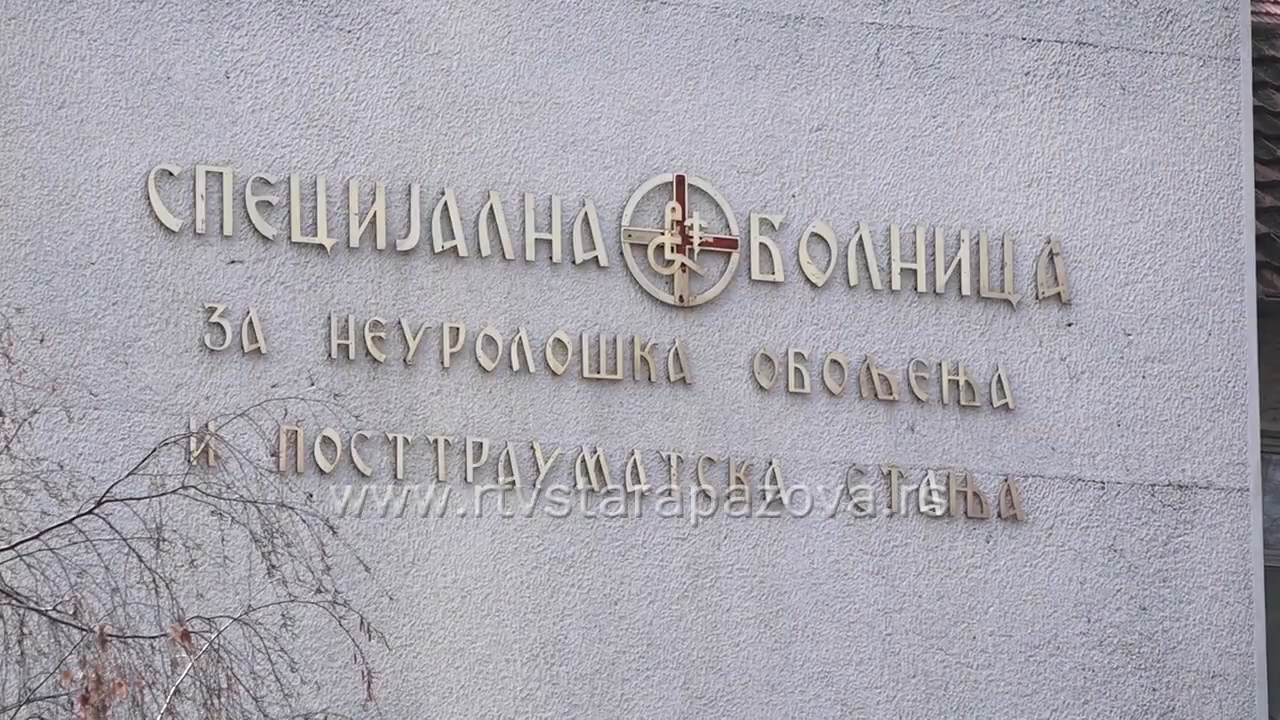 СПЕЦИЈАЛНА БОЛНИЦА
ЗА НЕУРОЛОШКА ОБОЉЕЊА
И ПОСТТРАУМАТСКА СТАЊА
www.rtvstarapazova.rs